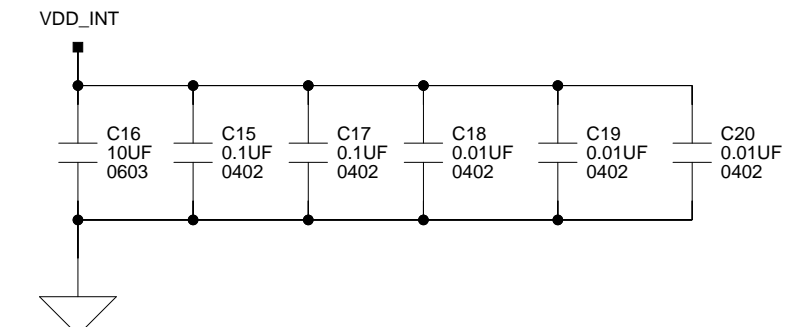 VDD_INT
C16
10UF
0603
C15
0.1UF
0402
C17
0.1UF
0402
C18
0.01UF
0402
C19
0.01UF
0402
C20
0.01UF
0402